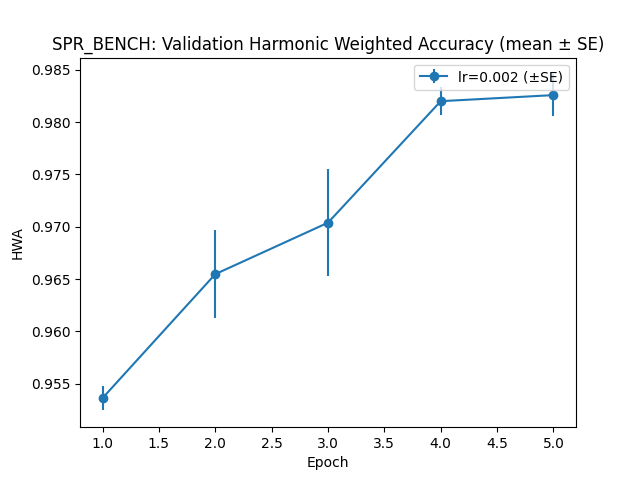 SPR_BENCH: Validation Harmonic Weighted Accuracy (mean ± SE)
lr=0.002 (±SE)
HWA
0.985
0.980
0.975
0.970
0.965
0.960
0.955
1.0 1.5 2.0 2.5 3.0 3.5 4.0 4.5 5.0
Epoch